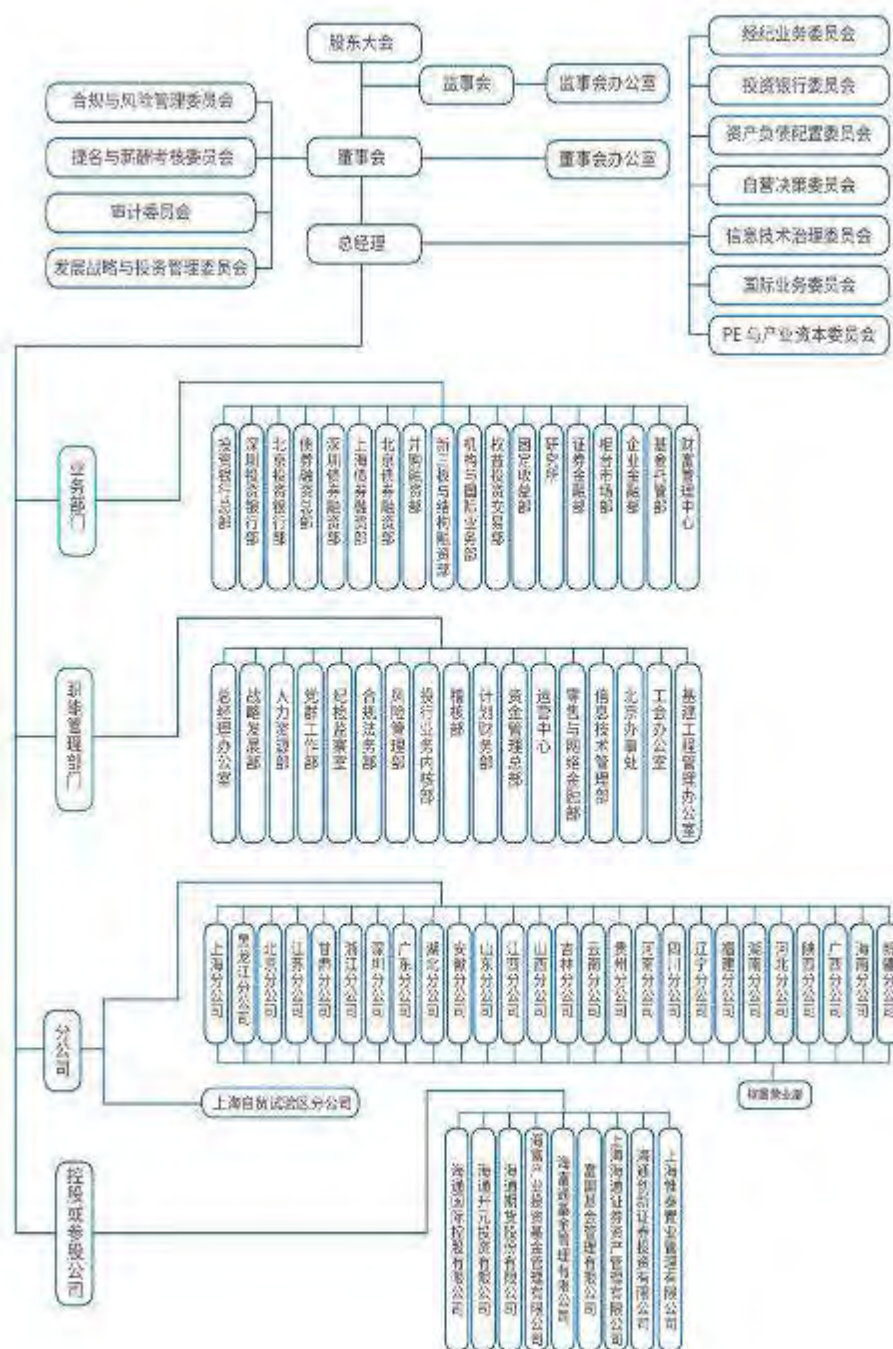 股东大会
监事会
监事会办公室
董事会
董事会办公室
总经理
合规与风险管理委员会
提名与薪酬考核委员会
审计委员会
发展战略与投资管理委员会
经纪业务委员会
投资银行委员会
资产负债配置委员会
自营决策委员会
信息技术治理委员会
国际业务委员会
PE 与产业资本委员会
业务部门
投资银行总部
深圳投资银行部
北京投资银行部
债券融资总部
深圳债券融资部
上海债券融资部
北京债券融资部
并购融资部
新三板与结构融资部
机构与国际业务部
权益投资交易部
固定收益部
研究所
证券金融部
柜台市场部
企业金融部
基金托管部
财富管理中心
职能管理部门
总经理办公室
战略发展部
人力资源部
党群工作部
纪检监察室
合规法务部
风险管理部
投行业务内核部
稽核部
计划财务部
资金管理总部
运营中心
零售与网络金融部
信息技术管理部
北京办事处
工会办公室
基建工程管理办公室
分公司
上海分公司
黑龙江分公司
北京分公司
江苏分公司
甘肃分公司
浙江分公司
深圳分公司
广东分公司
湖北分公司
安徽分公司
山东分公司
江西分公司
山西分公司
吉林分公司
云南分公司
贵州分公司
河南分公司
四川分公司
辽宁分公司
福建分公司
湖南分公司
河北分公司
陕西分公司
广西分公司
海南分公司
上海自贸试验区分公司
营业部
控股或参股公司
海通国际控股有限公司
海通开元投资有限公司
海通期货股份有限公司
海富产业投资基金管理有限公司
海富通基金管理有限公司
富国基金管理有限公司
上海海通证券资产管理有限公司
海通创新证券投资有限公司
上海惟泰置业管理有限公司